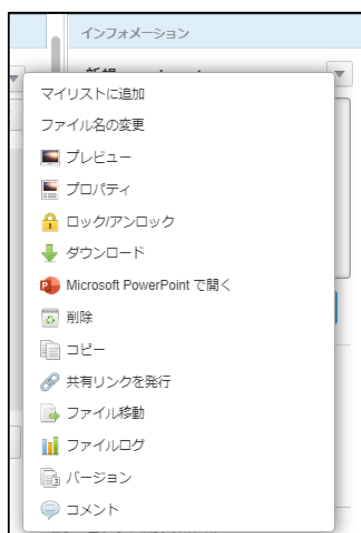 インフォメーション
マイリストに追加
ファイル名の変更
プレビュー
プロパティ
ロック/アンロック
ダウンロード
Microsoft PowerPoint で開く
削除
コピー
共有リンクを発行
ファイル移動
ファイルログ
バージョン
コメント